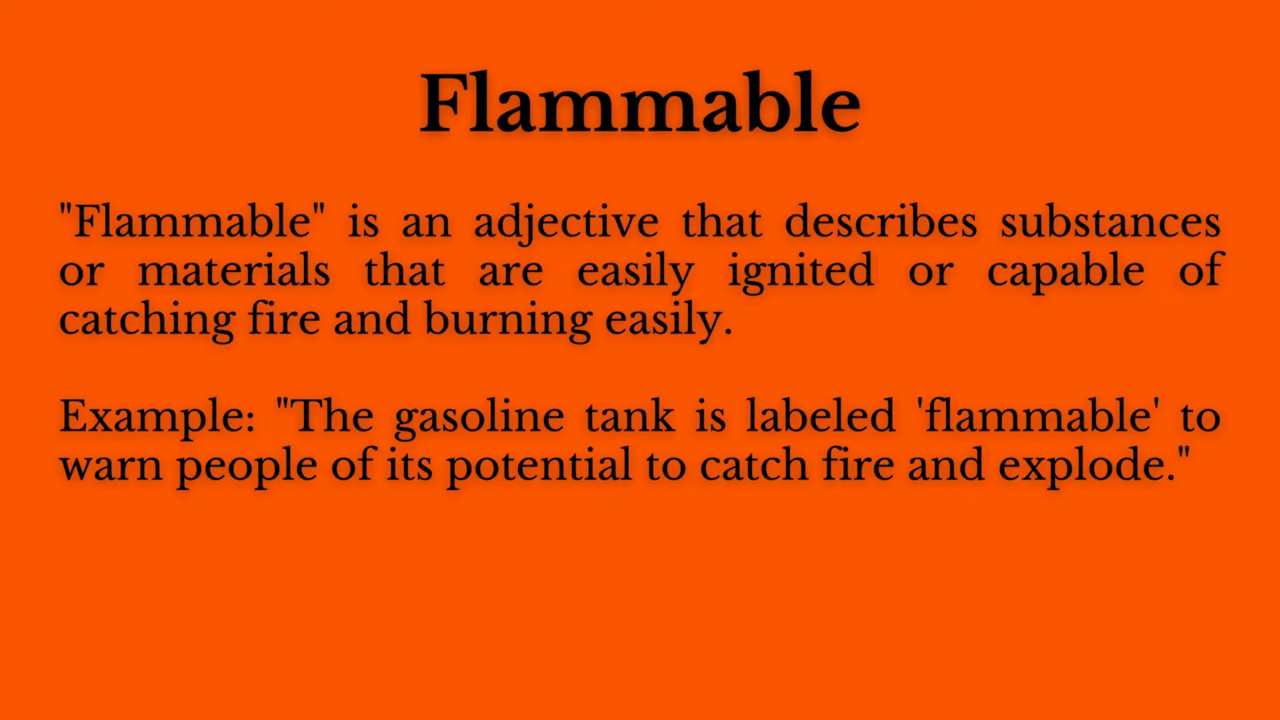 Flammable
"Flammable" is an adjective that describes substances
or materials that are easily ignited or capable of
catching fire and burning easily.
Example: "The gasoline tank is labeled 'flammable' to
warn people of its potential to catch fire and explode."